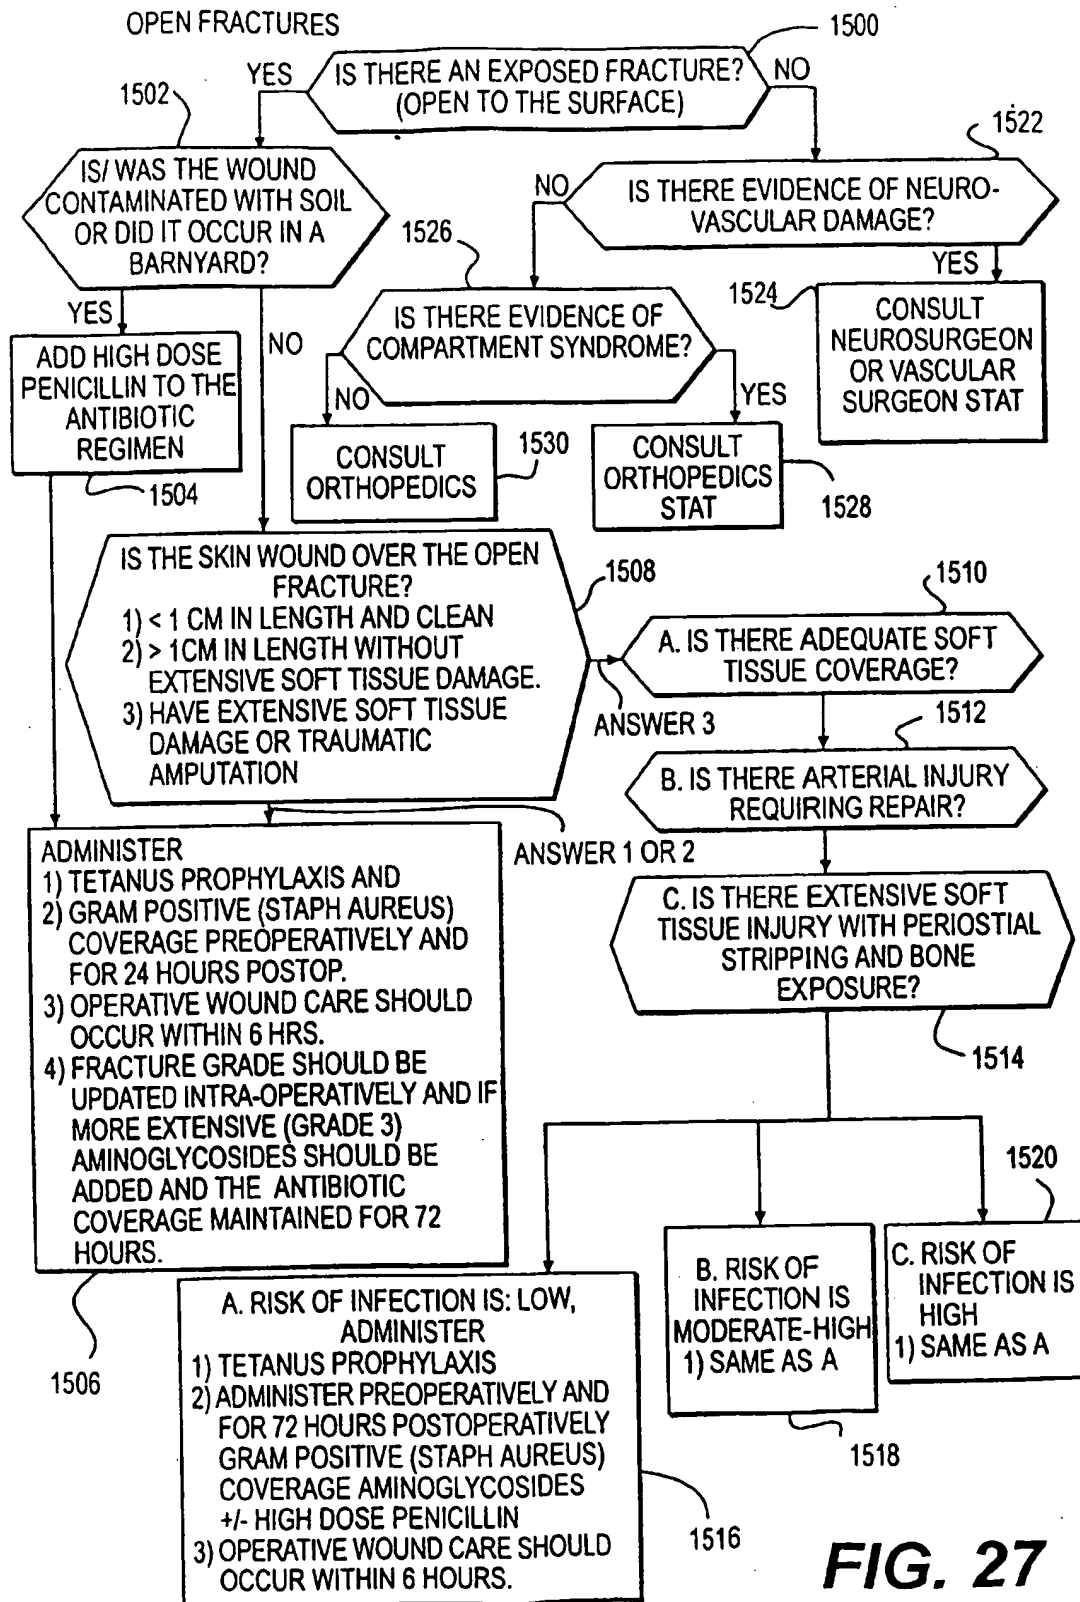 OPEN FRACTURES
1500
IS THERE AN EXPOSED FRACTURE?
(OPEN TO THE SURFACE)
YES
NO
1502
IS/ WAS THE WOUND
CONTAMINATED WITH SOIL
OR DID IT OCCUR IN A
BARNYARD?
1522
IS THERE EVIDENCE OF NEURO-
VASCULAR DAMAGE?
NO
YES
1526
IS THERE EVIDENCE OF
COMPARTMENT SYNDROME?
1524
CONSULT
NEUROSURGEON
OR VASCULAR
SURGEON STAT
YES
NO
ADD HIGH DOSE
PENICILLIN TO THE
ANTIBIOTIC
REGIMEN
1504
NO
YES
CONSULT
ORTHOPEDICS
1530
CONSULT
ORTHOPEDICS
STAT
1528
IS THE SKIN WOUND OVER THE OPEN
FRACTURE?
1) < 1 CM IN LENGTH AND CLEAN
2) > 1CM IN LENGTH WITHOUT
EXTENSIVE SOFT TISSUE DAMAGE.
3) HAVE EXTENSIVE SOFT TISSUE
DAMAGE OR TRAUMATIC
AMPUTATION
1508
ANSWER 3
1510
A. IS THERE ADEQUATE SOFT
TISSUE COVERAGE?
1512
B. IS THERE ARTERIAL INJURY
REQUIRING REPAIR?
ANSWER 1 OR 2
C. IS THERE EXTENSIVE SOFT
TISSUE INJURY WITH PERIOSTIAL
STRIPPING AND BONE
EXPOSURE?
1514
ADMINISTER
1) TETANUS PROPHYLAXIS AND
2) GRAM POSITIVE (STAPH AUREUS)
COVERAGE PREOPERATIVELY AND
FOR 24 HOURS POSTOP.
3) OPERATIVE WOUND CARE SHOULD
OCCUR WITHIN 6 HRS.
4) FRACTURE GRADE SHOULD BE
UPDATED INTRA-OPERATIVELY AND IF
MORE EXTENSIVE (GRADE 3)
AMINOGLYCOSIDES SHOULD BE
ADDED AND THE ANTIBIOTIC
COVERAGE MAINTAINED FOR 72
HOURS.
1506
A. RISK OF INFECTION IS: LOW,
ADMINISTER
1) TETANUS PROPHYLAXIS
2) ADMINISTER PREOPERATIVELY AND
FOR 72 HOURS POSTOPERATIVELY
GRAM POSITIVE (STAPH AUREUS)
COVERAGE AMINOGLYCOSIDES
+/- HIGH DOSE PENICILLIN
3) OPERATIVE WOUND CARE SHOULD
OCCUR WITHIN 6 HOURS.
1516
B. RISK OF
INFECTION IS
MODERATE-HIGH
1) SAME AS A
1518
1520
C. RISK OF
INFECTION IS
HIGH
1) SAME AS A
FIG. 27